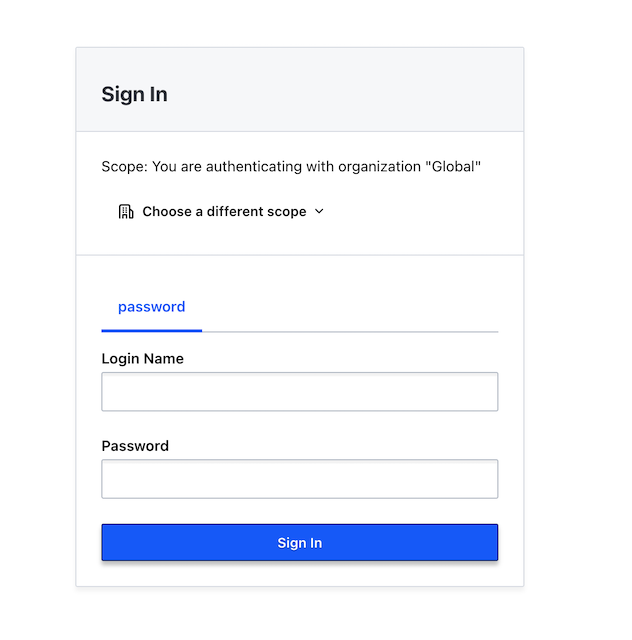 Sign In
Scope: You are authenticating with organization "Global"
Choose a different scope
password
Login Name
Password
Sign In